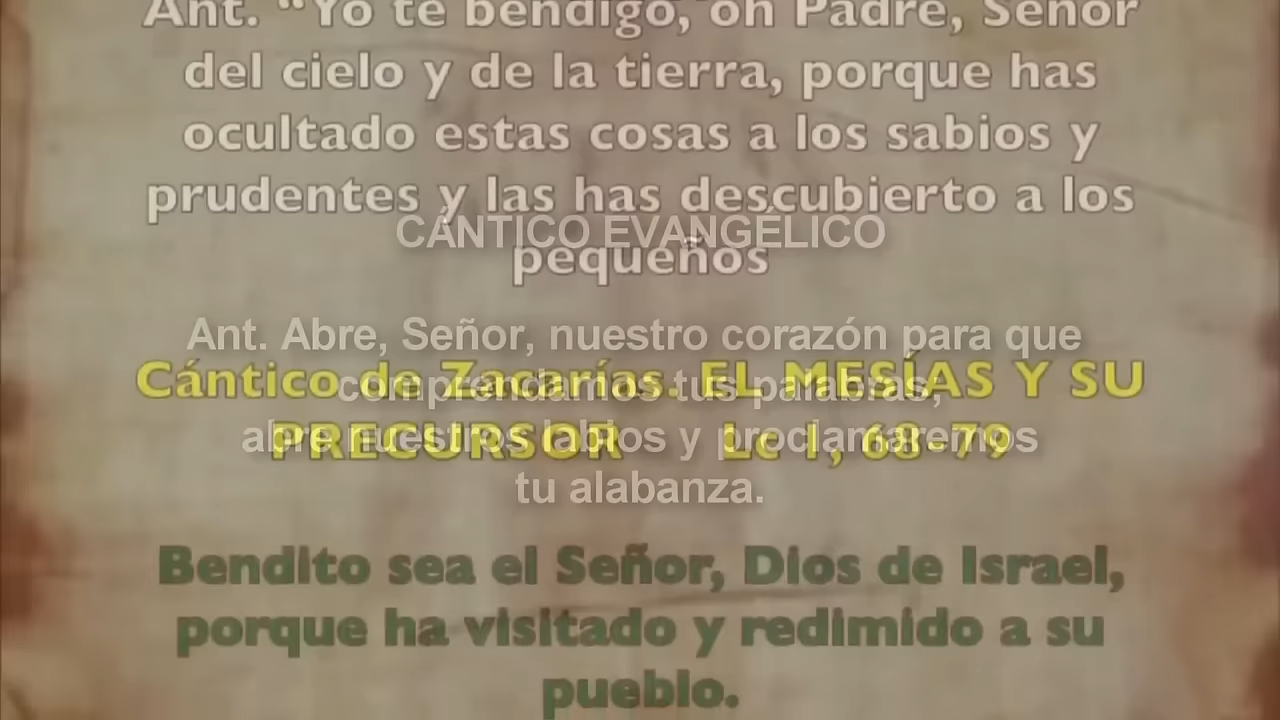 Ant. "Yo te bendigo, oh Padre, Señor
del cielo y de la tierra, porque has
ocultado estas cosas a los sabios y
prudentes y las has descubierto a los
pequeños
CÁNTICO EVANGÉLICO
Ant. Abre, Señor, nuestro corazón para que
comprendamos tus palabras,
abre nuestros labios y proclamaremos
tu alabanza.
Cántico de Zacarías. EL MESÍAS Y SU
PRECURSOR Lc 1, 68-79
Bendito sea el Señor, Dios de Israel,
porque ha visitado y redimido a su
pueblo.